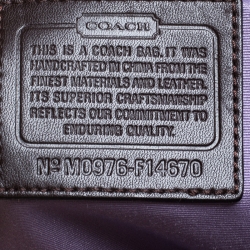 COACH
THIS IS A COACH BAG. IT WAS
HANDCRAFTED IN CHINA FROM THE
FINEST MATERIALS AND LEATHER.
ITS SUPERIOR CRAFTSMANSHIP
REFLECTS OUR COMMITMENT TO
ENDURING QUALITY.
Nº M0976-F14670